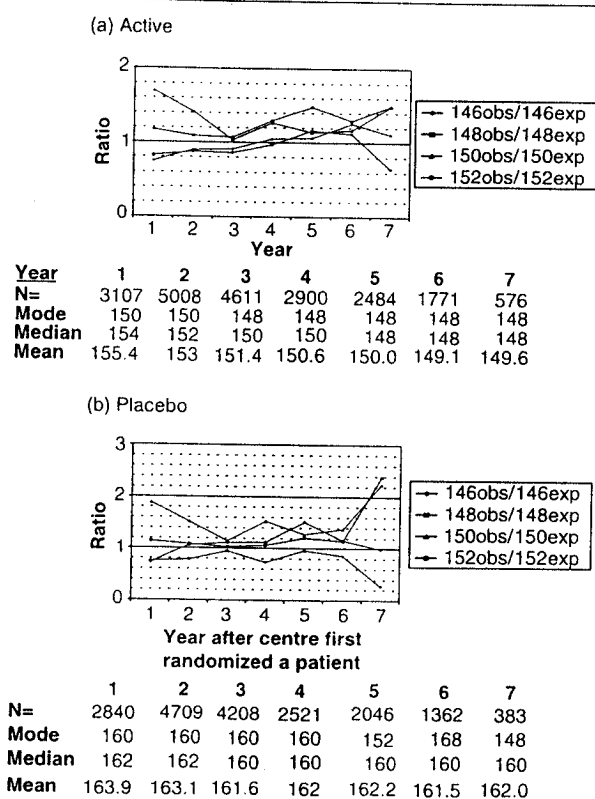 (a) Active
2
1
0
Ratio
1 2 3 4 5 6 7
Year
146obs/146exp
148obs/148exp
150obs/150exp
152obs/152exp
Year 1 2 3 4 5 6 7
N= 3107 5008 4611 2900 2484 1771 576
Mode 150 150 148 148 148 148 148
Median 154 152 150 150 148 148 148
Mean 155.4 153 151.4 150.6 150.0 149.1 149.6
(b) Placebo
3
2
1
0
Ratio
1 2 3 4 5 6 7
Year after centre first
randomized a patient
146obs/146exp
148obs/148exp
150obs/150exp
152obs/152exp
1 2 3 4 5 6 7
N= 2840 4709 4208 2521 2046 1362 383
Mode 160 160 160 160 152 168 148
Median 162 162 160 160 160 160 160
Mean 163.9 163.1 161.6 162 162.2 161.5 162.0